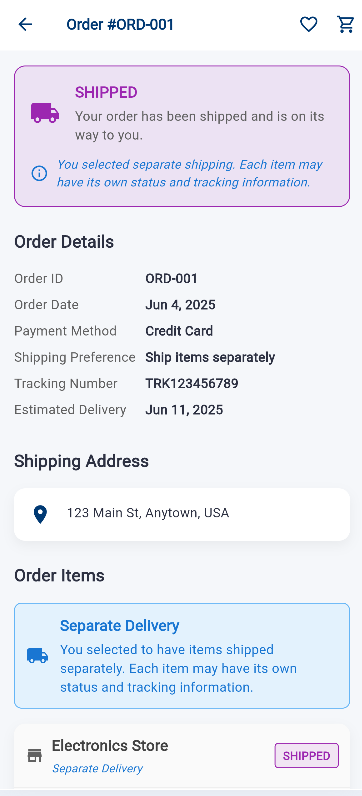 Order #ORD-001
SHIPPED
Your order has been shipped and is on its
way to you.
You selected separate shipping. Each item may
have its own status and tracking information.
Order Details
Order ID ORD-001
Order Date Jun 4, 2025
Payment Method Credit Card
Shipping Preference Ship items separately
Tracking Number TRK123456789
Estimated Delivery Jun 11, 2025
Shipping Address
123 Main St, Anytown, USA
Order Items
Separate Delivery
You selected to have items shipped
separately. Each item may have its own
status and tracking information.
Electronics Store
SHIPPED
Separate Delivery